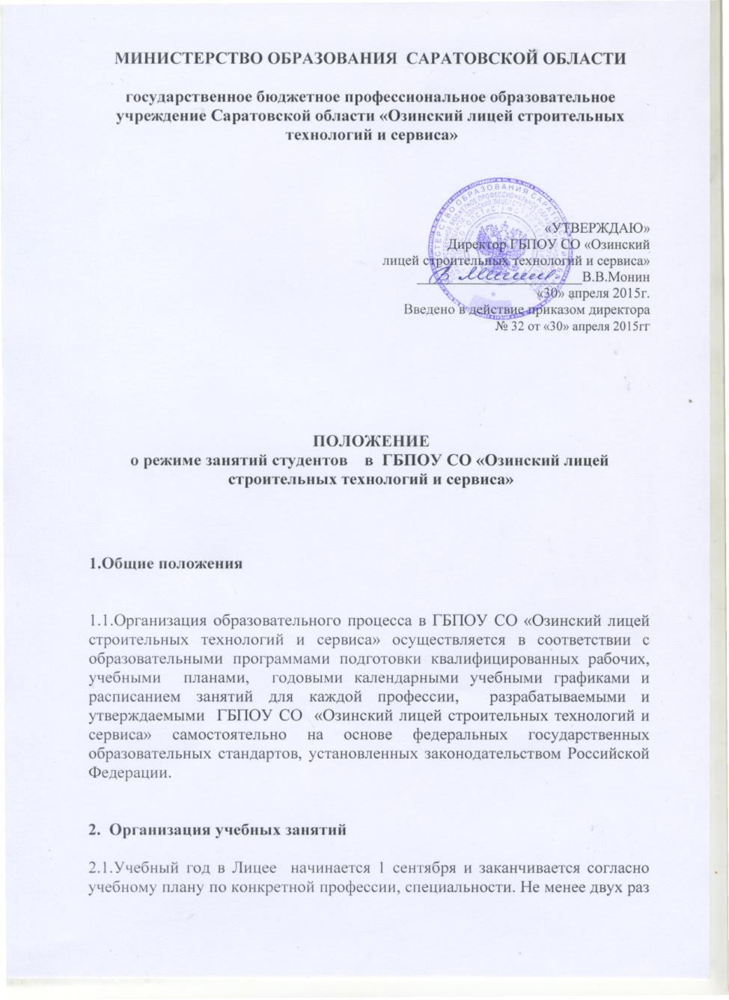 МИНИСТЕРСТВО ОБРАЗОВАНИЯ САРАТОВСКОЙ ОБЛАСТИ
государственное бюджетное профессиональное образовательное
учреждение Саратовской области «Озинский лицей строительных
технологий и сервиса»
«УТВЕРЖДАЮ»
Директор ГБПОУ СО «Озинский
лицей строительных технологий и сервиса»
В.В.Монин
«30» апреля 2015г.
Введено в действие приказом директора
№ 32 от «30» апреля 2015гг
ПОЛОЖЕНИЕ
о режиме занятий студентов в ГБПОУ СО «Озинский лицей
строительных технологий и сервиса»
1.Общие положения
1.1.Организация образовательного процесса в ГБПОУ СО «Озинский лицей
строительных технологий и сервиса» осуществляется в соответствии с
образовательными программами подготовки квалифицированных рабочих,
учебными планами, годовыми календарными учебными графиками и
расписанием занятий для каждой профессии, разрабатываемыми и
утверждаемыми ГБПОУ СО «Озинский лицей строительных технологий и
сервиса» самостоятельно на основе федеральных государственных
образовательных стандартов, установленных законодательством Российской
Федерации.
2. Организация учебных занятий
2.1.Учебный год в Лицее начинается 1 сентября и заканчивается согласно
учебному плану по конкретной профессии, специальности. Не менее двух раз